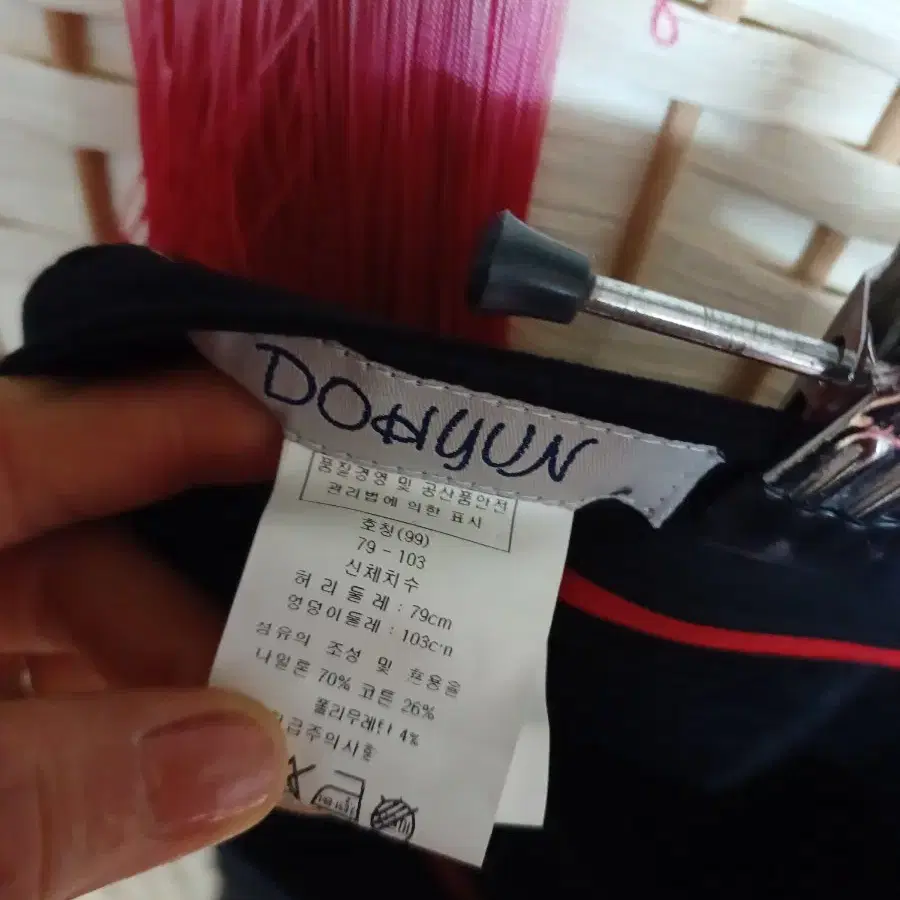 DOHYUN
품질경영 및 공산품안전
관리법에 의한 표시
호칭(99)
79 - 103
신체치수
허 리 둘 레 : 79cm
엉덩이둘레 : 103cm
섬유의 조성 및 혼용율
나일론 70% 코튼 26%
폴리우레탄 4%
취급주의사항